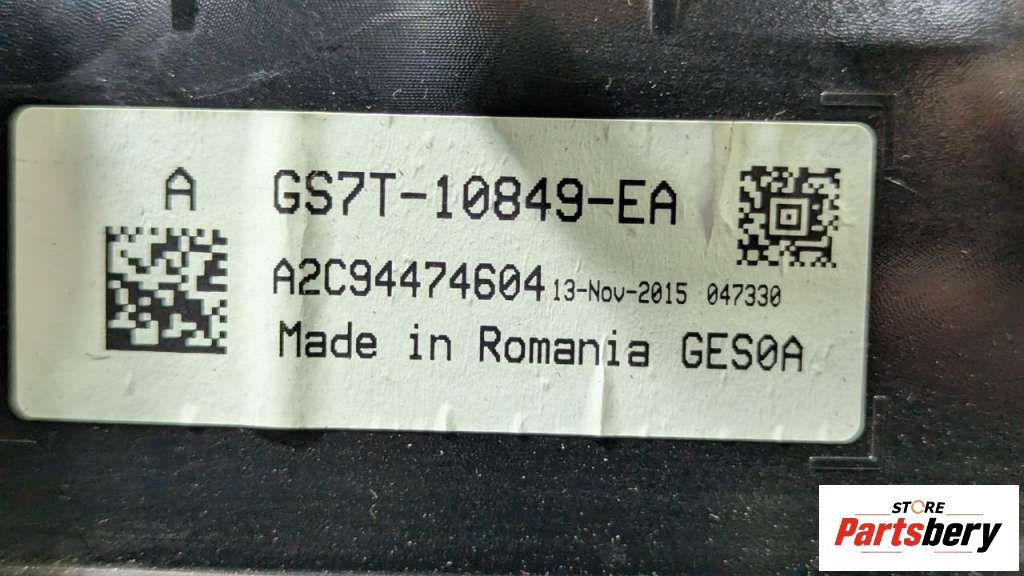 A GS7T-10849-EA
A2C94474604 13-Nov-2015 047330
Made in Romania GES0A
STORE
Partsbery